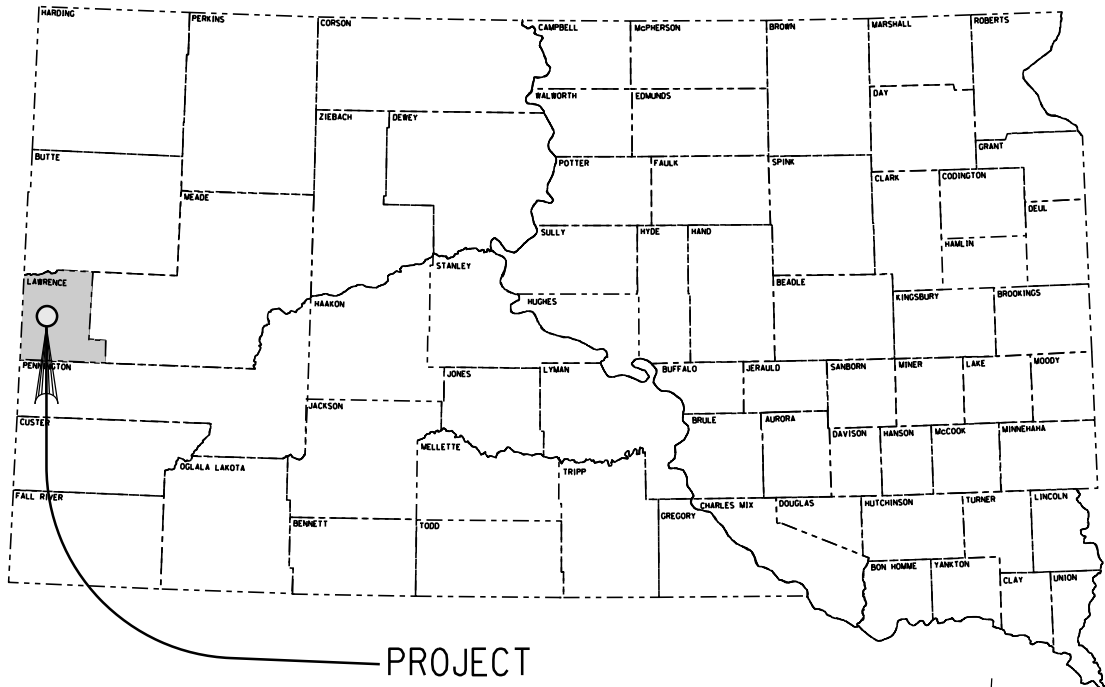 HARDING
PERKINS
CORSON
CAMPBELL
McPHERSON
BROWN
MARSHALL
ROBERTS
WALWORTH
EDMUNDS
DAY
ZIEBACH
DEWEY
GRANT
BUTTE
POTTER
FAULK
SPINK
CLARK
CODINGTON
MEADE
DEUL
SULLY
HYDE
HAND
HAMLIN
STANLEY
LAWRENCE
BEADLE
HAAKON
HUGHES
KINGSBURY
BROOKINGS
PENNINGTON
JONES
LYMAN
BUFFALO
JERAULD
SANBORN
MINER
LAKE
MOODY
JACKSON
CUSTER
BRULE
AURORA
DAVISON
HANSON
McCOOK
MINNEHAHA
MELLETTE
OGLALA LAKOTA
TRIPP
FALL RIVER
GREGORY
CHARLES MIX
DOUGLAS
HUTCHINSON
TURNER
LINCOLN
BENNETT
TODD
BON HOMME
YANKTON
CLAY
UNION
PROJECT